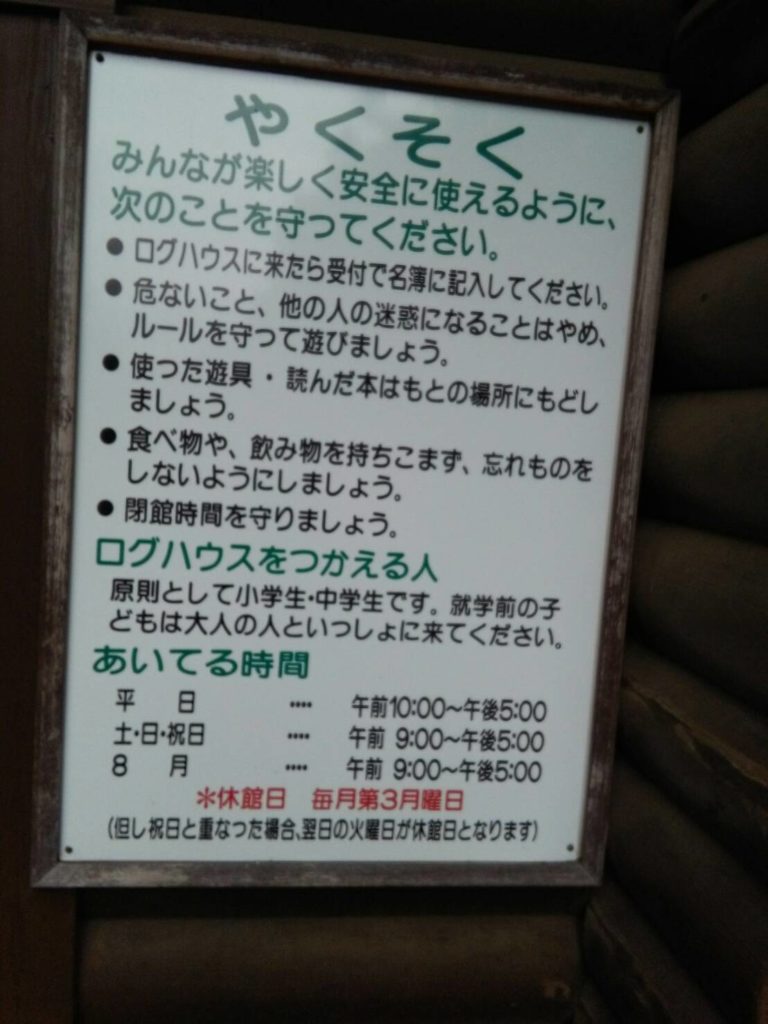 やくそく
みんなが楽しく安全に使えるように、
次のことを守ってください。
● ログハウスに来たら受付で名簿に記入してください。
● 危ないこと、他の人の迷惑になることはやめ、
ルールを守って遊びましょう。
● 使った遊具・読んだ本はもとの場所にもどし
ましょう。
● 食べ物や、飲み物を持ちこまず、忘れものを
しないようにしましょう。
● 閉館時間を守りましょう。
ログハウスをつかえる人
原則として小学生・中学生です。就学前の子
どもは大人の人といっしょに来てください。
あいてる時間
平 日 ‥‥ 午前10:00～午後5:00
土・日・祝日 ‥‥ 午前 9:00～午後5:00
8 月 ‥‥ 午前 9:00～午後5:00
＊休館日 毎月第3月曜日
(但し祝日と重なった場合、翌日の火曜日が休館日となります)